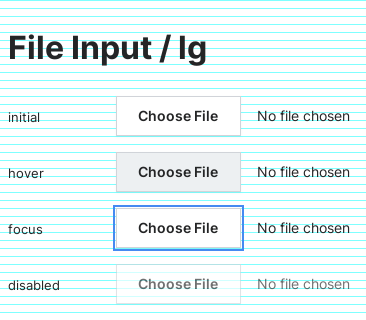 File Input / lg
initial Choose File No file chosen
hover Choose File No file chosen
focus Choose File No file chosen
disabled Choose File No file chosen